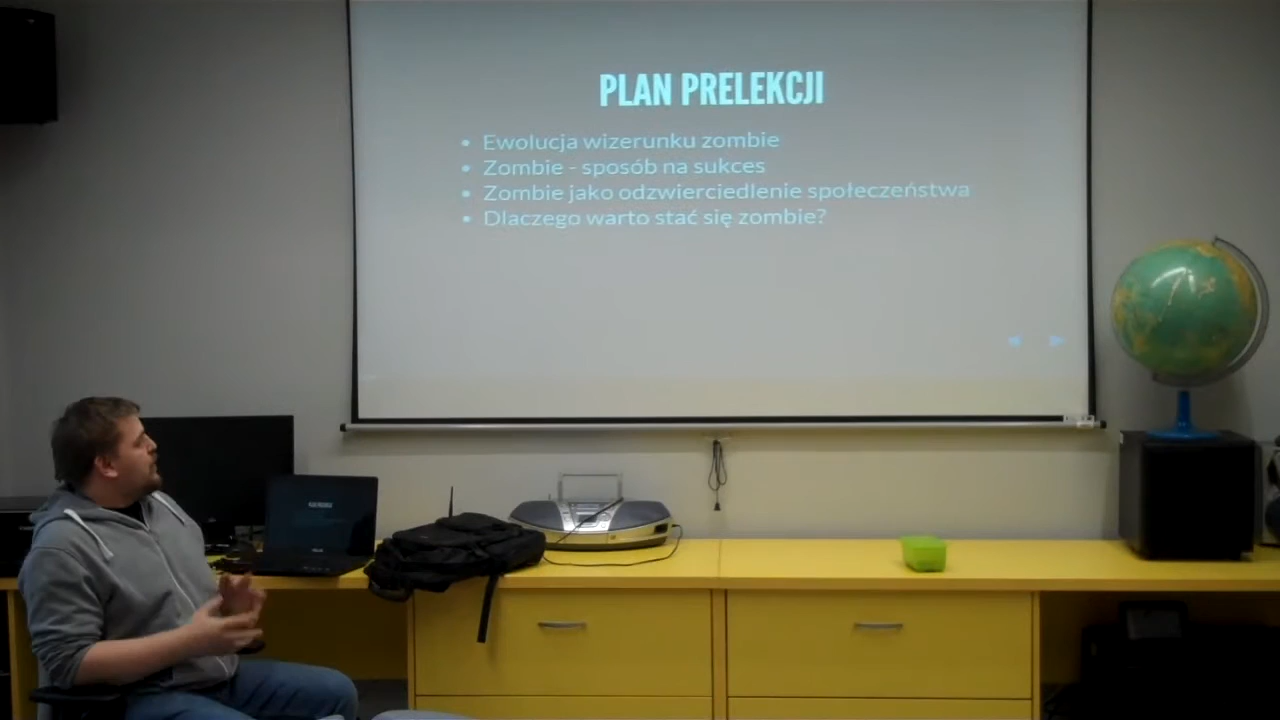 PLAN PRELEKCJI
• Ewolucja wizerunku zombie
• Zombie - sposób na sukces
• Zombie jako odzwierciedlenie społeczeństwa
• Dlaczego warto stać się zombie?